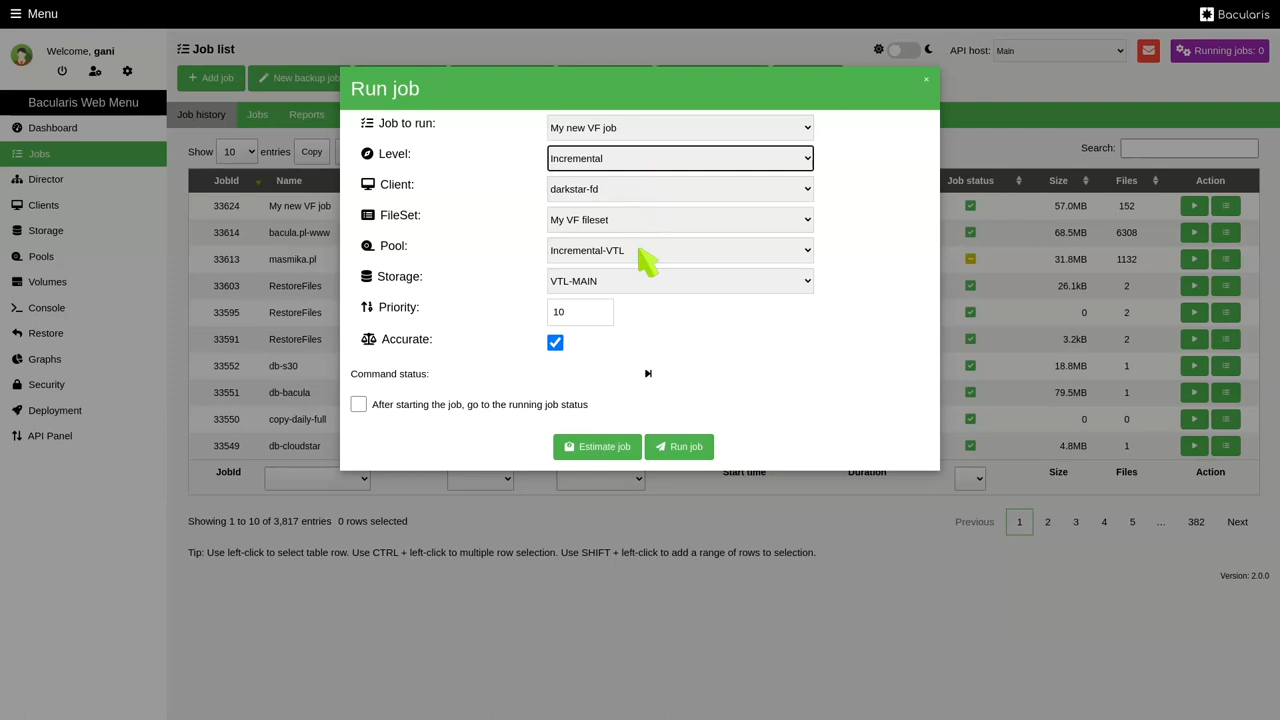 Menu
Bacularis
Welcome, gani
Job list
API host:
Main
Running jobs: 0
Bacularis Web Menu
Dashboard
Jobs
Director
Clients
Storage
Pools
Volumes
Console
Restore
Graphs
Security
Deployment
API Panel
Add job
New backup job
Job history
Jobs
Reports
Show 10 entries
Copy
Search:
JobId Name Job status Size Files Action
33624 My new VF job 57.0MB 152
33614 bacula.pl-www 68.5MB 6308
33613 masmika.pl 31.8MB 1132
33603 RestoreFiles 26.1kB 2
33595 RestoreFiles 0 2
33591 RestoreFiles 3.2kB 2
33552 db-s30 18.8MB 1
33551 db-bacula 79.5MB 1
33550 copy-daily-full 0 0
33549 db-cloudstar 4.8MB 1
JobId Start time Duration Size Files Action
Run job
×
Job to run: My new VF job
Level: Incremental
Client: darkstar-fd
FileSet: My VF fileset
Pool: Incremental-VTL
Storage: VTL-MAIN
Priority: 10
Accurate:
Command status:
After starting the job, go to the running job status
Estimate job
Run job
Showing 1 to 10 of 3,817 entries 0 rows selected
Previous 1 2 3 4 5 … 382 Next
Tip: Use left-click to select table row. Use CTRL + left-click to multiple row selection. Use SHIFT + left-click to add a range of rows to selection.
Version: 2.0.0